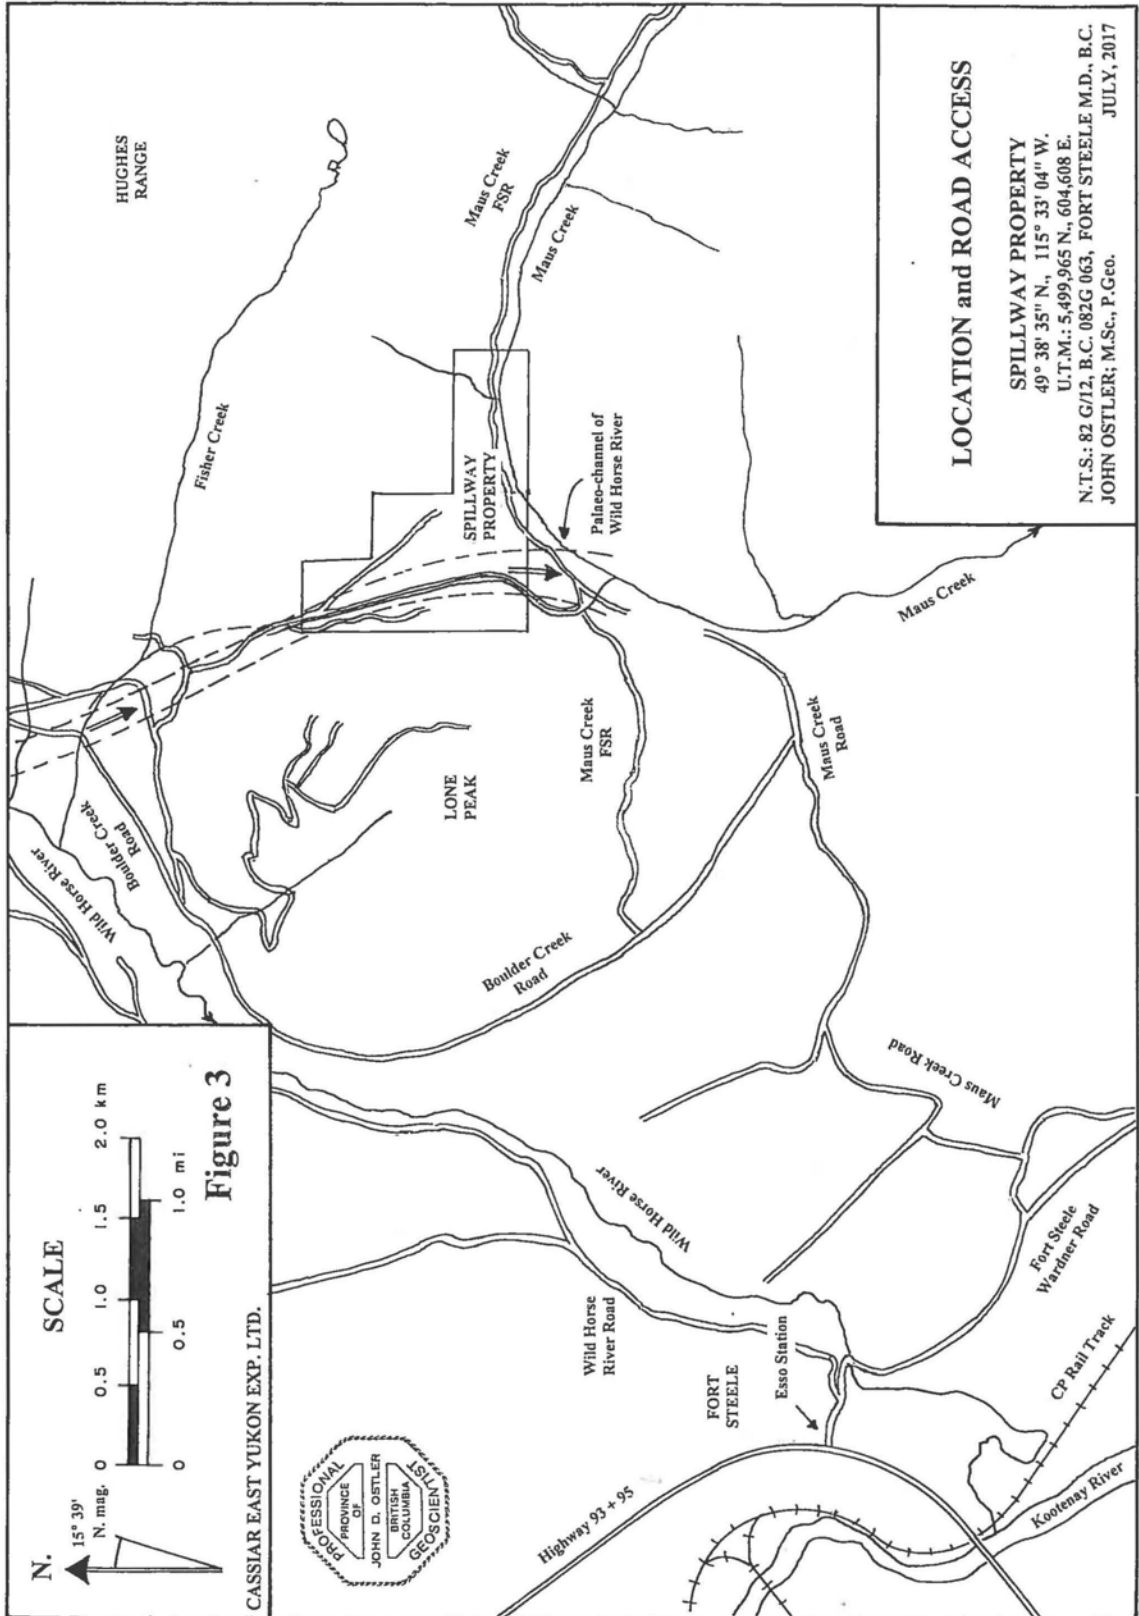 N.
15° 39'
N. mag.
SCALE
0 0.5 1.0 1.5 2.0 km
0 0.5 1.0 mi
Figure 3
CASSIAR EAST YUKON EXP. LTD.
PROFESSIONAL
PROVINCE
OF
JOHN D. OSTLER
BRITISH
COLUMBIA
GEOSCIENTIST
Wild Horse River
Boulder Creek
Road
HUGHES
RANGE
Fisher Creek
LONE
PEAK
Boulder Creek
Road
SPILLWAY
PROPERTY
Maus Creek
FSR
Maus Creek
Palaeo-channel of
Wild Horse River
Maus Creek
FSR
Maus Creek
Road
Maus Creek
Maus Creek Road
Wild Horse River
Wild Horse
River Road
FORT
STEELE
Esso Station
Highway 93 + 95
Fort Steele
Wardner Road
CP Rail Track
Kootenay River
LOCATION and ROAD ACCESS
SPILLWAY PROPERTY
49° 38' 35" N., 115° 33' 04" W.
U.T.M.: 5,499,965 N., 604,608 E.
N.T.S.: 82 G/12, B.C. 082G 063, FORT STEELE M.D., B.C.
JOHN OSTLER; M.Sc., P.Geo. JULY, 2017